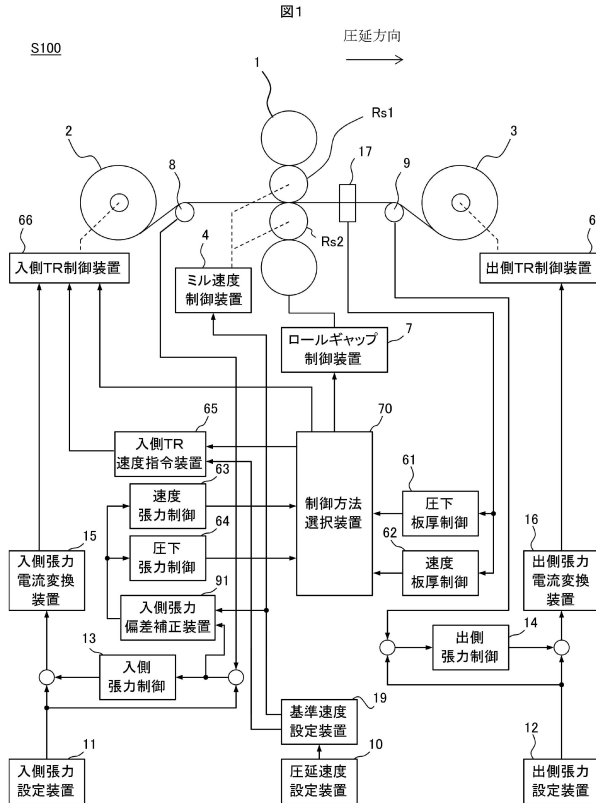 図1
S100
圧延方向
1
Rs1
2
8
17
9
3
66
入側TR制御装置
Rs2
4
ミル速度
制御装置
6
出側TR制御装置
ロールギャップ
制御装置
7
65
入側TR
速度指令装置
70
制御方法
選択装置
63
速度
張力制御
61
圧下
板厚制御
64
圧下
張力制御
62
速度
板厚制御
15
入側張力
電流変換
装置
16
出側張力
電流変換
装置
91
入側張力
偏差補正装置
13
入側
張力制御
14
出側
張力制御
19
基準速度
設定装置
11
入側張力
設定装置
10
圧延速度
設定装置
12
出側張力
設定装置